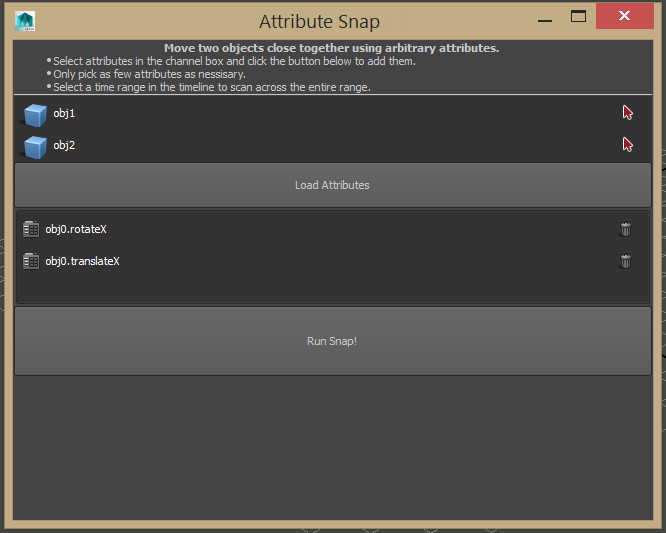 Attribute Snap
Move two objects close together using arbitrary attributes.
•Select attributes in the channel box and click the button below to add them.
•Only pick as few attributes as nessisary.
•Select a time range in the timeline to scan across the entire range.
obj1
obj2
Load Attributes
obj0.rotateX
obj0.translateX
Run Snap!